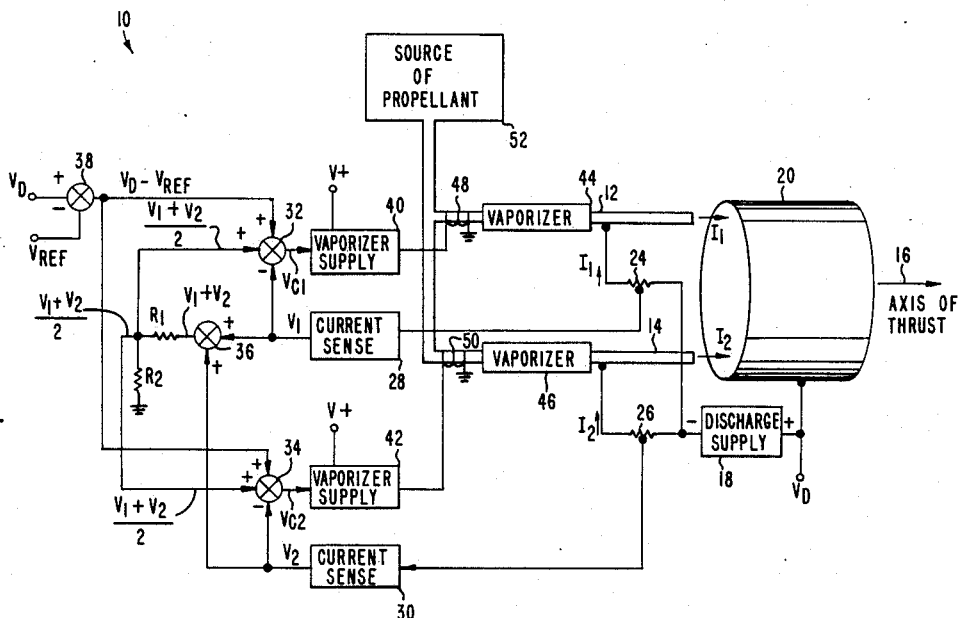 10
SOURCE
OF
PROPELLANT
52
38
+
V_D
-
V_REF
V_D - V_REF
V_1 + V_2
2
+
+
-
32
V_C1
V+
40
VAPORIZER
SUPPLY
48
44
VAPORIZER
12
20
I_1
I_1
24
16
AXIS OF
THRUST
V_1 + V_2
2
R_1
V_1+V_2
+
+
36
V_1
CURRENT
SENSE
28
50
VAPORIZER
46
14
I_2
R_2
V+
42
I_2
26
-
DISCHARGE
SUPPLY
+
18
V_D
+
+
-
34
V_C2
VAPORIZER
SUPPLY
V_1 + V_2
2
V_2
CURRENT
SENSE
30